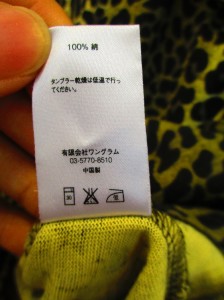 100% 綿
タンブラー乾燥は低温で行っ
てください。
有限会社ワングラム
03-5770-6510
中国製